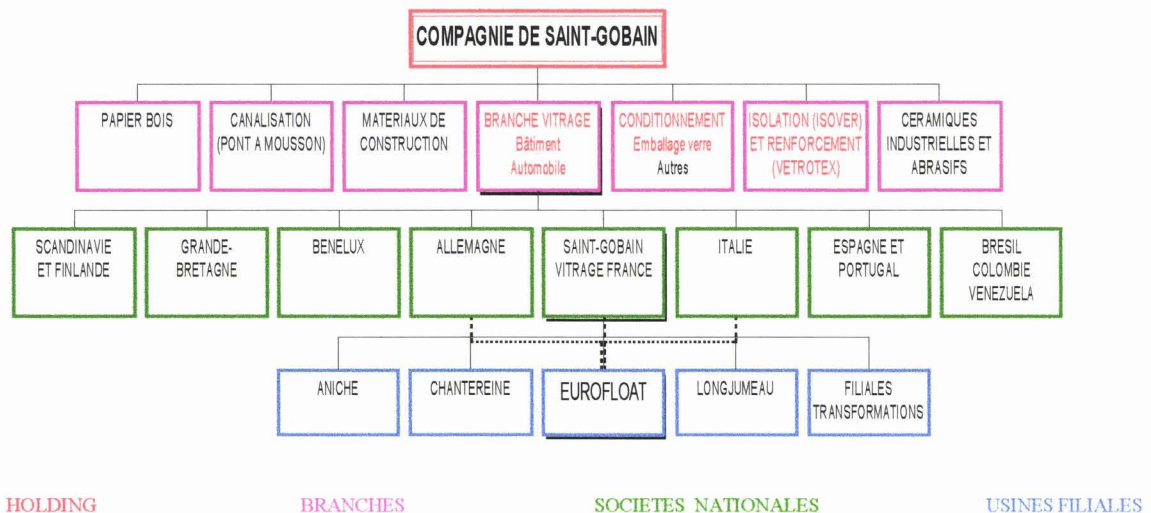 COMPAGNIE DE SAINT-GOBAIN
PAPIER BOIS
CANALISATION
(PONT A MOUSSON)
MATERIAUX DE
CONSTRUCTION
BRANCHE VITRAGE
Bâtiment
Automobile
CONDITIONNEMENT
Emballage verre
Autres
ISOLATION (ISOVER)
ET RENFORCEMENT
(VETROTEX)
CERAMIQUES
INDUSTRIELLES ET
ABRASIFS
SCANDINAVIE
ET FINLANDE
GRANDE-
BRETAGNE
BENELUX
ALLEMAGNE
SAINT-GOBAIN
VITRAGE FRANCE
ITALIE
ESPAGNE ET
PORTUGAL
BRESIL
COLOMBIE
VENEZUELA
ANICHE
CHANTEREINE
EUROFLOAT
LONGJUMEAU
FILIALES
TRANSFORMATIONS
HOLDING
BRANCHES
SOCIETES NATIONALES
USINES FILIALES